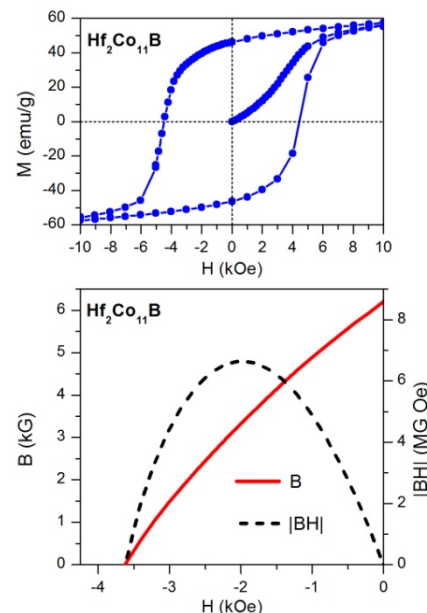 Hf₂Co₁₁B
M (emu/g)
60
40
20
0
-20
-40
-60
-10 -8 -6 -4 -2 0 2 4 6 8 10
H (kOe)
Hf₂Co₁₁B
B (kG)
6
5
4
3
2
1
0
|BH| (MG Oe)
8
6
4
2
0
B
|BH|
-4 -3 -2 -1 0
H (kOe)